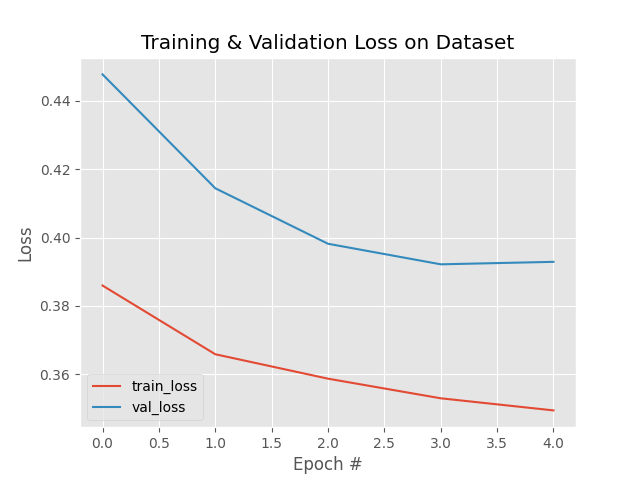 Training & Validation Loss on Dataset
0.44
0.42
0.40
0.38
0.36
Loss
train_loss
val_loss
0.0 0.5 1.0 1.5 2.0 2.5 3.0 3.5 4.0
Epoch #